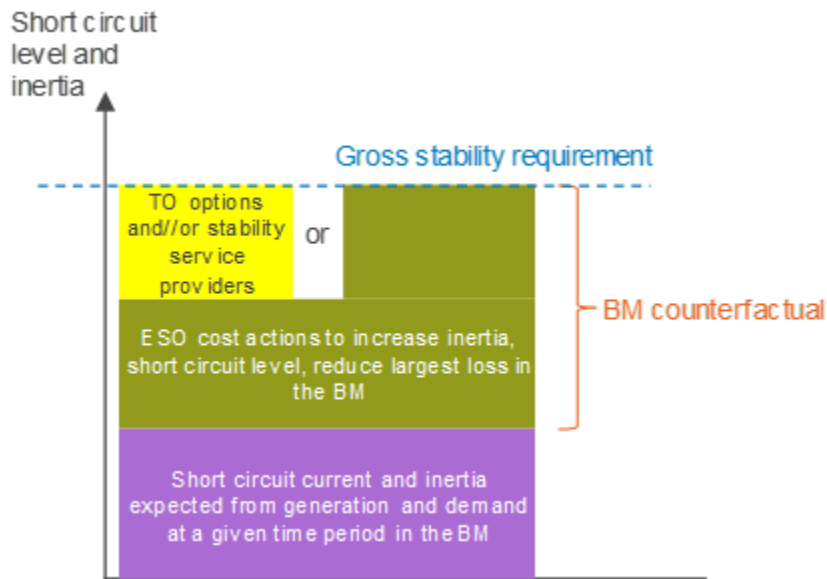 Short circuit
level and
inertia
Gross stability requirement
TO options
and//or stability
service
providers
or
ESO cost actions to increase inertia,
short circuit level, reduce largest loss in
the BM
BM counterfactual
Short circuit current and inertia
expected from generation and demand
at a given time period in the BM